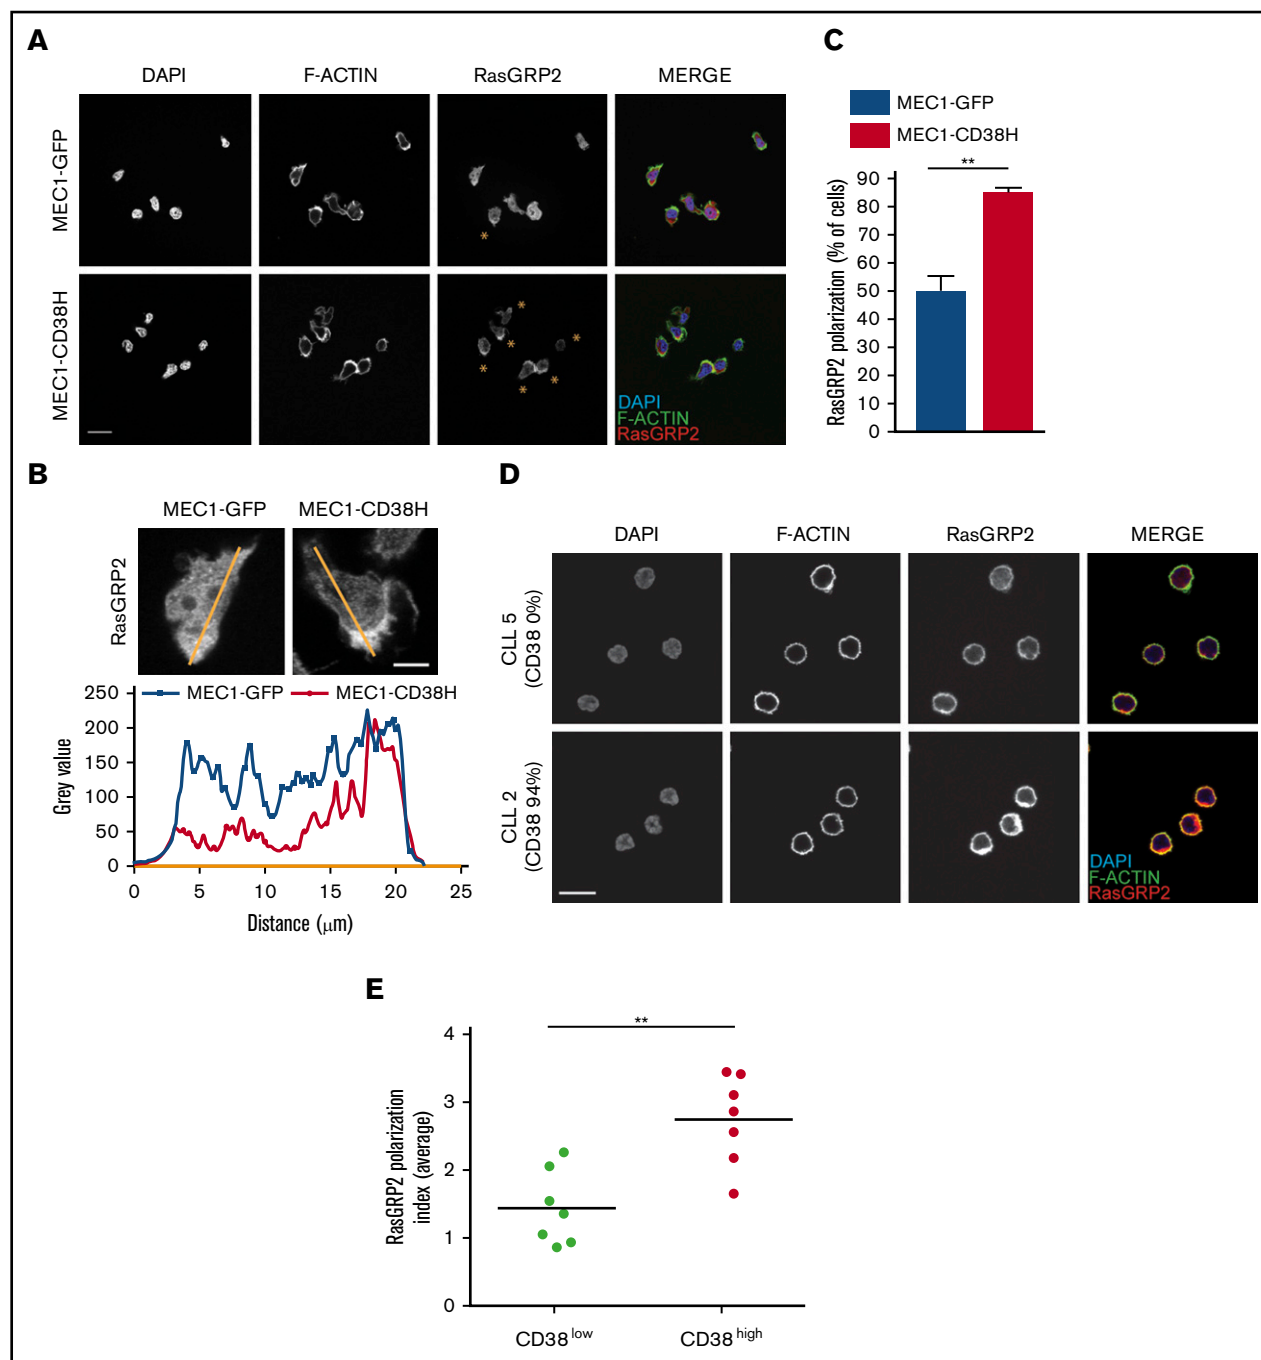 A
DAPI F-ACTIN RasGRP2 MERGE
MEC1-GFP
*
MEC1-CD38H
* * * * * *
DAPI
F-ACTIN
RasGRP2
C
MEC1-GFP
MEC1-CD38H
**
RasGRP2 polarization (% of cells)
90
80
70
60
50
40
30
20
10
0
B
MEC1-GFP MEC1-CD38H
RasGRP2
MEC1-GFP MEC1-CD38H
Grey value
250
200
150
100
50
0
0 5 10 15 20 25
Distance (μm)
D
DAPI F-ACTIN RasGRP2 MERGE
CLL 5
(CD38 0%)
CLL 2
(CD38 94%)
DAPI
F-ACTIN
RasGRP2
E
**
RasGRP2 polarization
index (average)
4
3
2
1
0
CD38low CD38high